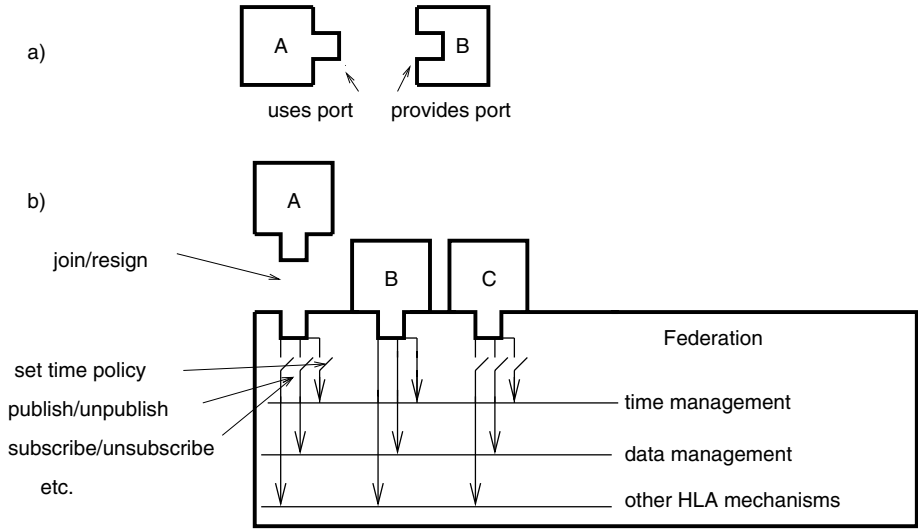 a)
A
B
uses port
provides port
b)
A
join/resign
B
C
Federation
set time policy
publish/unpublish
subscribe/unsubscribe
etc.
time management
data management
other HLA mechanisms